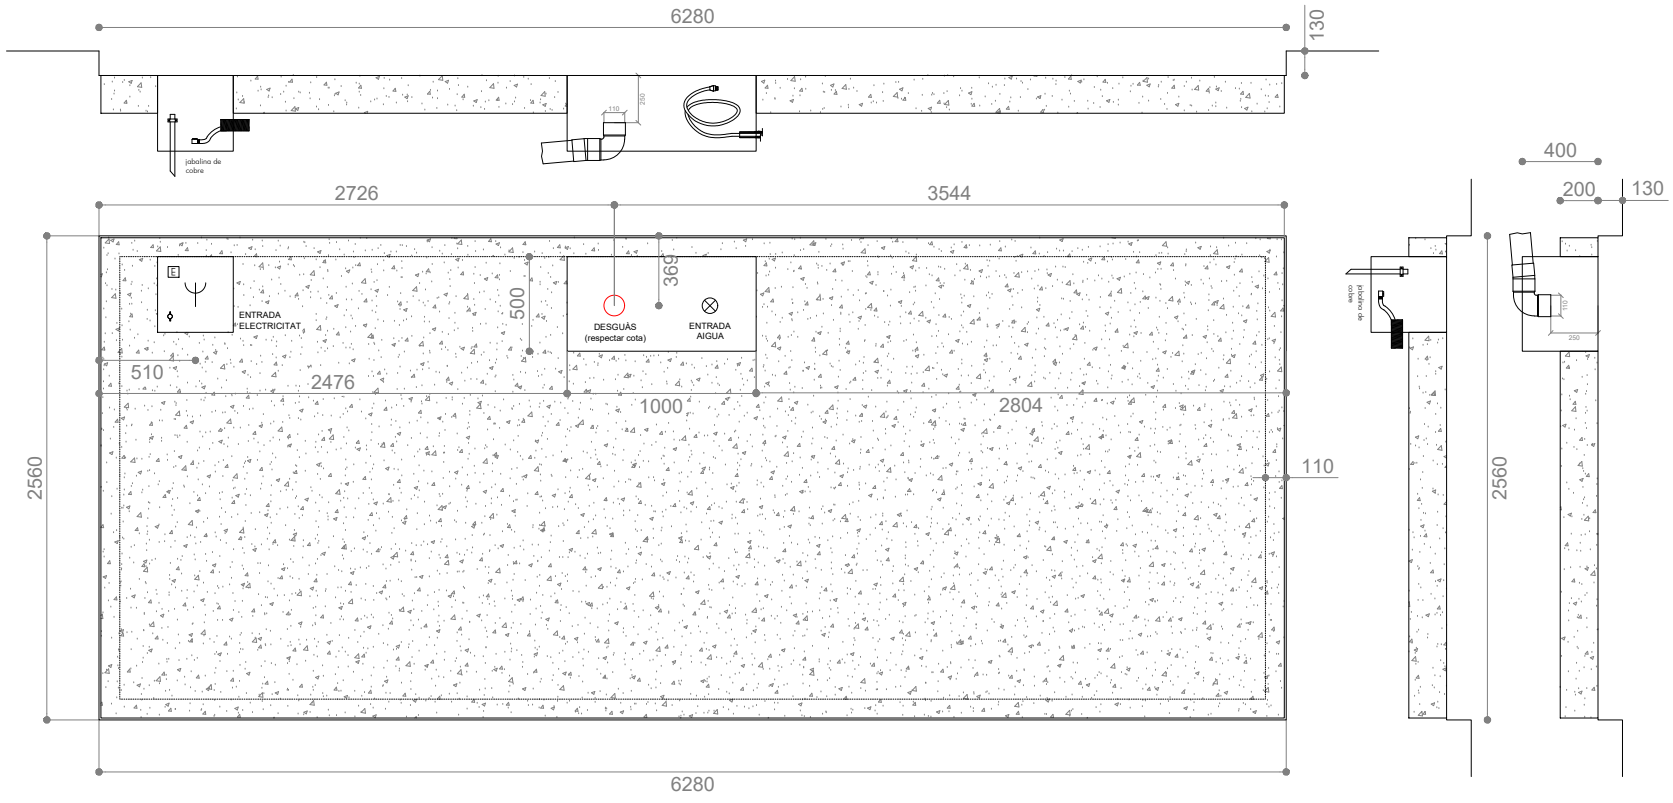 6280
130
110
250
jabalina de
cobre
400
200
130
2726
3544
369
500
E
ENTRADA
ELECTRICITAT
DESGUÀS
(respectar cota)
ENTRADA
AIGUA
510
2476
1000
2804
2560
110
2560
jabalina de
cobre
110
250
6280